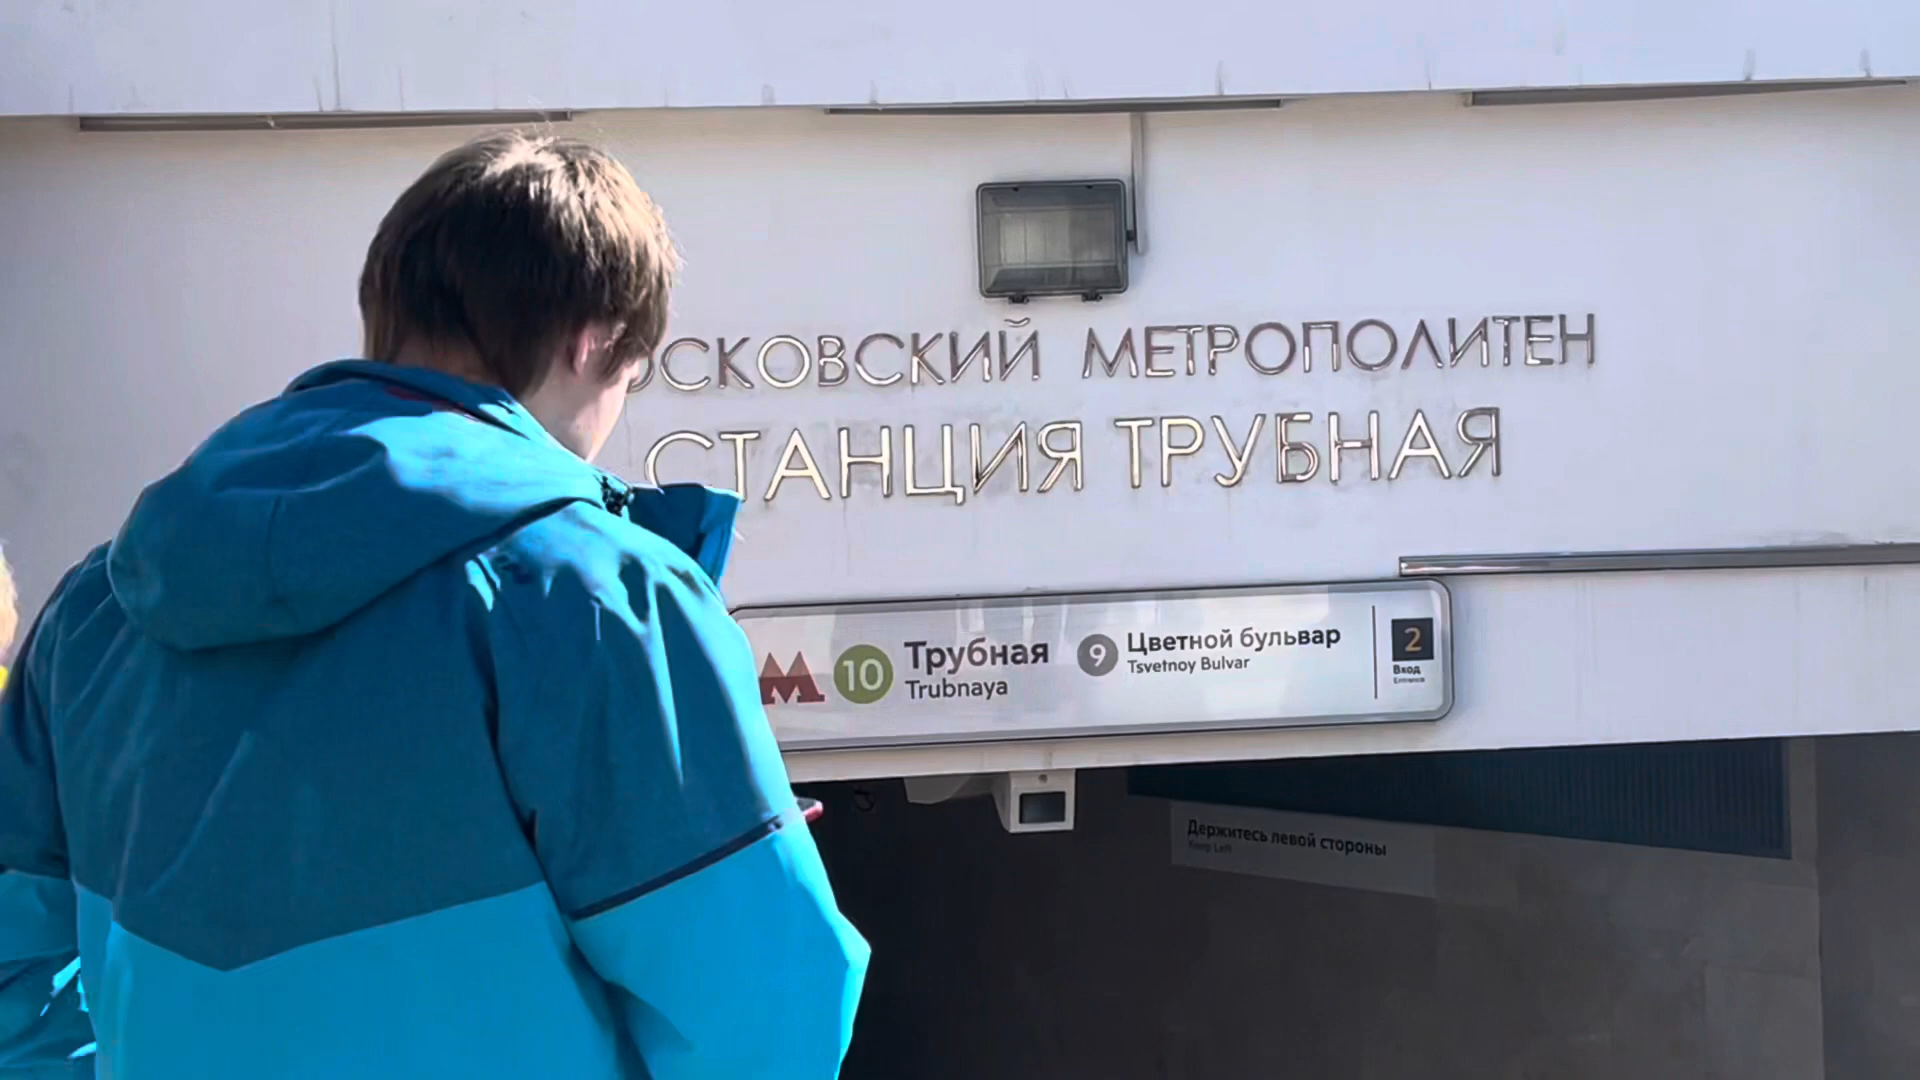 ОСКОВСКИЙ МЕТРОПОЛИТЕН
СТАНЦИЯ ТРУБНАЯ
М 10 Трубная 9 Цветной бульвар 2
Trubnaya Tsvetnoy Bulvar Вход
Entrance
Держитесь левой стороны
Keep Left